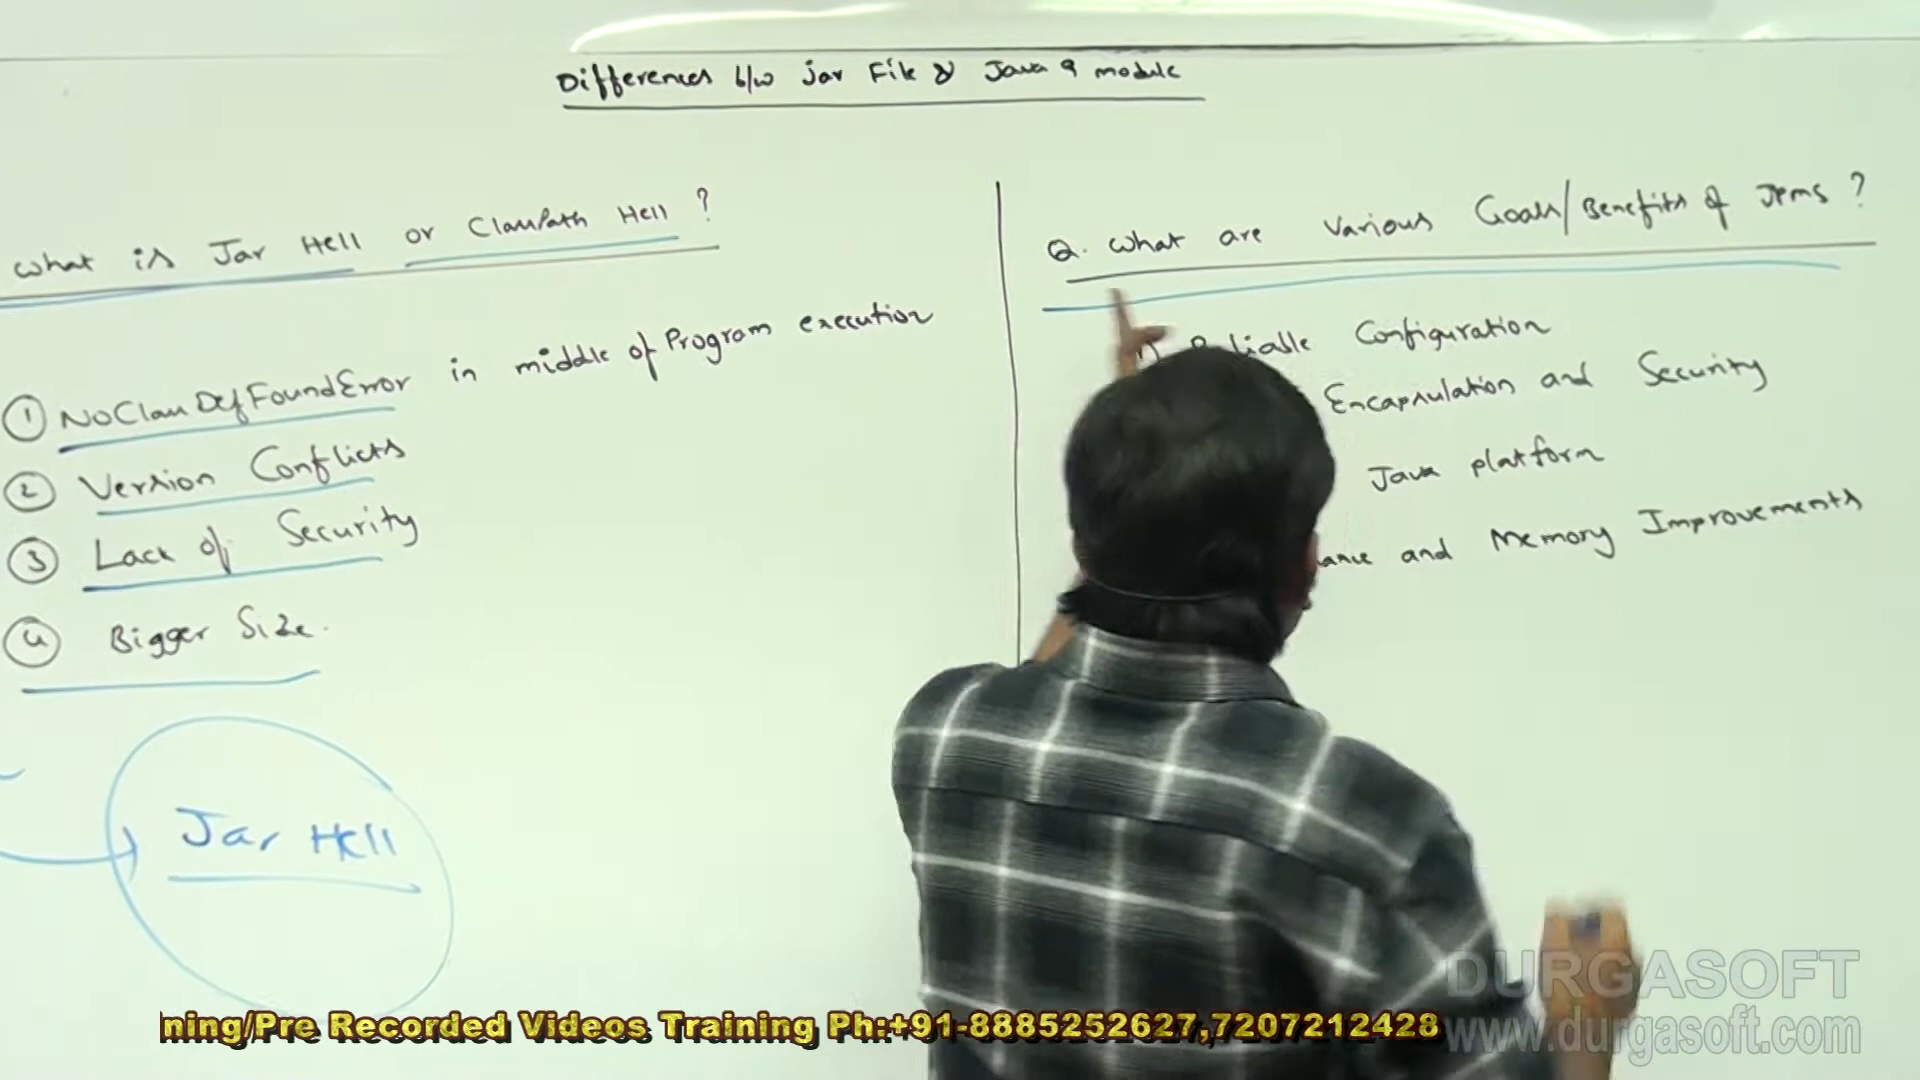 Differences b/w jar File & Java 9 module
What is Jar Hell or ClassPath Hell ?
① NoClassDefFoundError in middle of Program execution
② Version Conflicts
③ Lack of Security
④ Bigger Size.
Jar Hell
Q. What are various Goals/Benefits of JPMS ?
Reliable Configuration
Encapsulation and Security
Java platform
and Memory Improvements
DURGASOFT
www.durgasoft.com
ning/Pre Recorded Videos Training Ph:+91-8885252627,7207212428